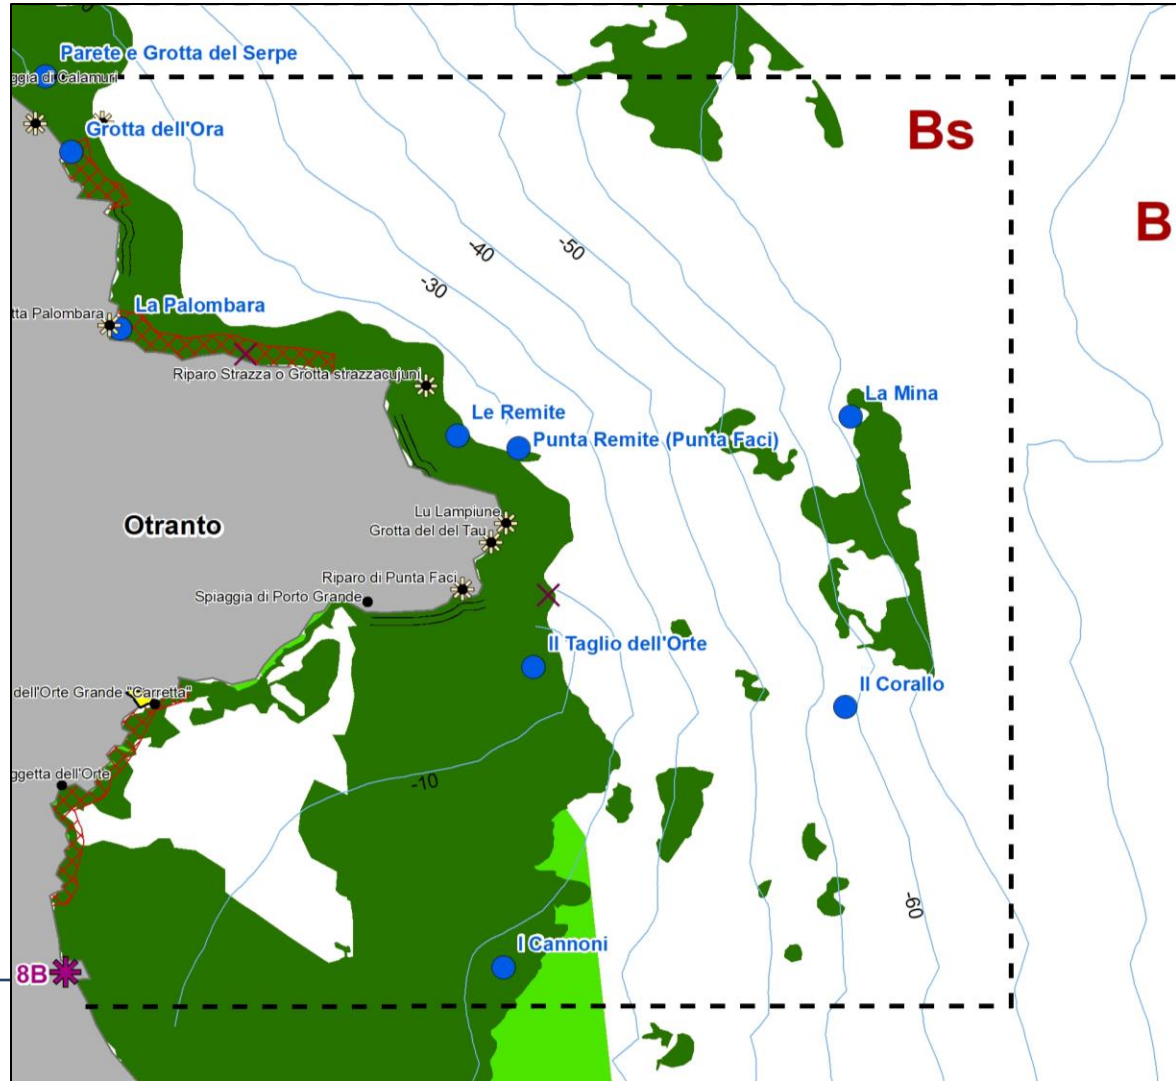 Parete e Grotta del Serpe
ggia di Calamuri
Grotta dell'Ora
Bs
B
-40
-50
-30
La Palombara
tta Palombara
Riparo Strazza o Grotta strazzacujuni
La Mina
Le Remite
Punta Remite (Punta Faci)
Lu Lampiune
Otranto
Grotta del del Tau
Riparo di Punta Faci
Spiaggia di Porto Grande
Il Taglio dell'Orte
Il Corallo
dell'Orte Grande "Carretta"
ggetta dell'Orte
-10
-60
I Cannoni
8B